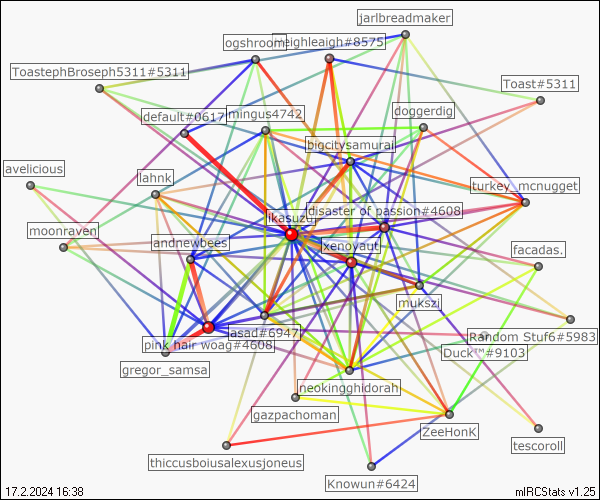 jarlbreadmaker
ogshroom
neighleaigh#8575
ToastephBroseph5311#5311
Toast#5311
default#0617
mingus4742
doggerdig
bigcitysamurai
avelicious
lahnk
turkey_mcnugget
ikasuzu
disaster of passion#4608
moonraven
andnewbees
xenoyaut
facadas.
mukszi
jasad#6947
Random Stuf6#5983
pink hair woag#4608
Duck™#9103
gregor_samsa
neokingghidorah
gazpachoman
ZeeHonK
tescoroll
thiccusboiusalexusjoneus
Knowun#6424
17.2.2024 16:38
mIRCStats v1.25